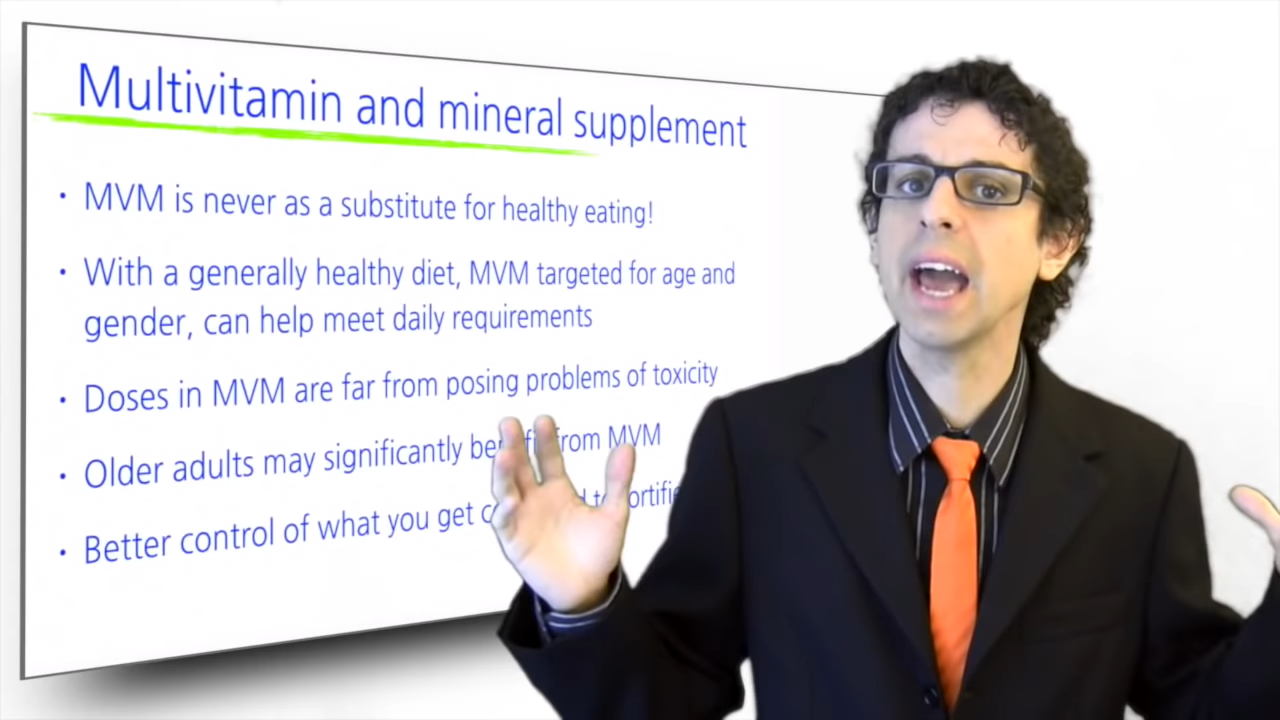 Multivitamin and mineral supplement
• MVM is never as a substitute for healthy eating!
• With a generally healthy diet, MVM targeted for age and
gender, can help meet daily requirements
• Doses in MVM are far from posing problems of toxicity
• Older adults may significantly from MVM
• Better control of what you get